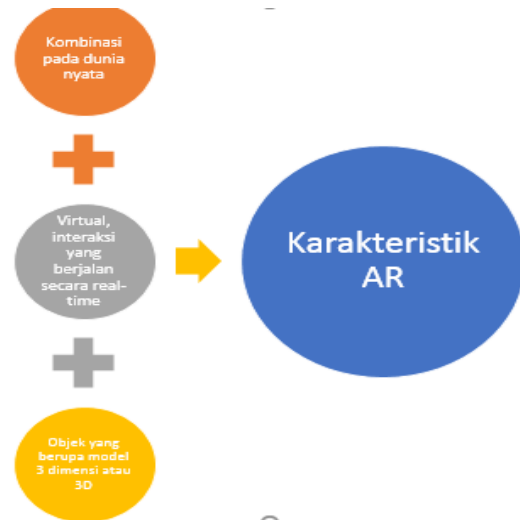 Kombinasi
pada dunia
nyata
Virtual,
interaksi
yang
berjalan
secara real-
time
Objek yang
berupa model
3 dimensi atau
3D
Karakteristik
AR